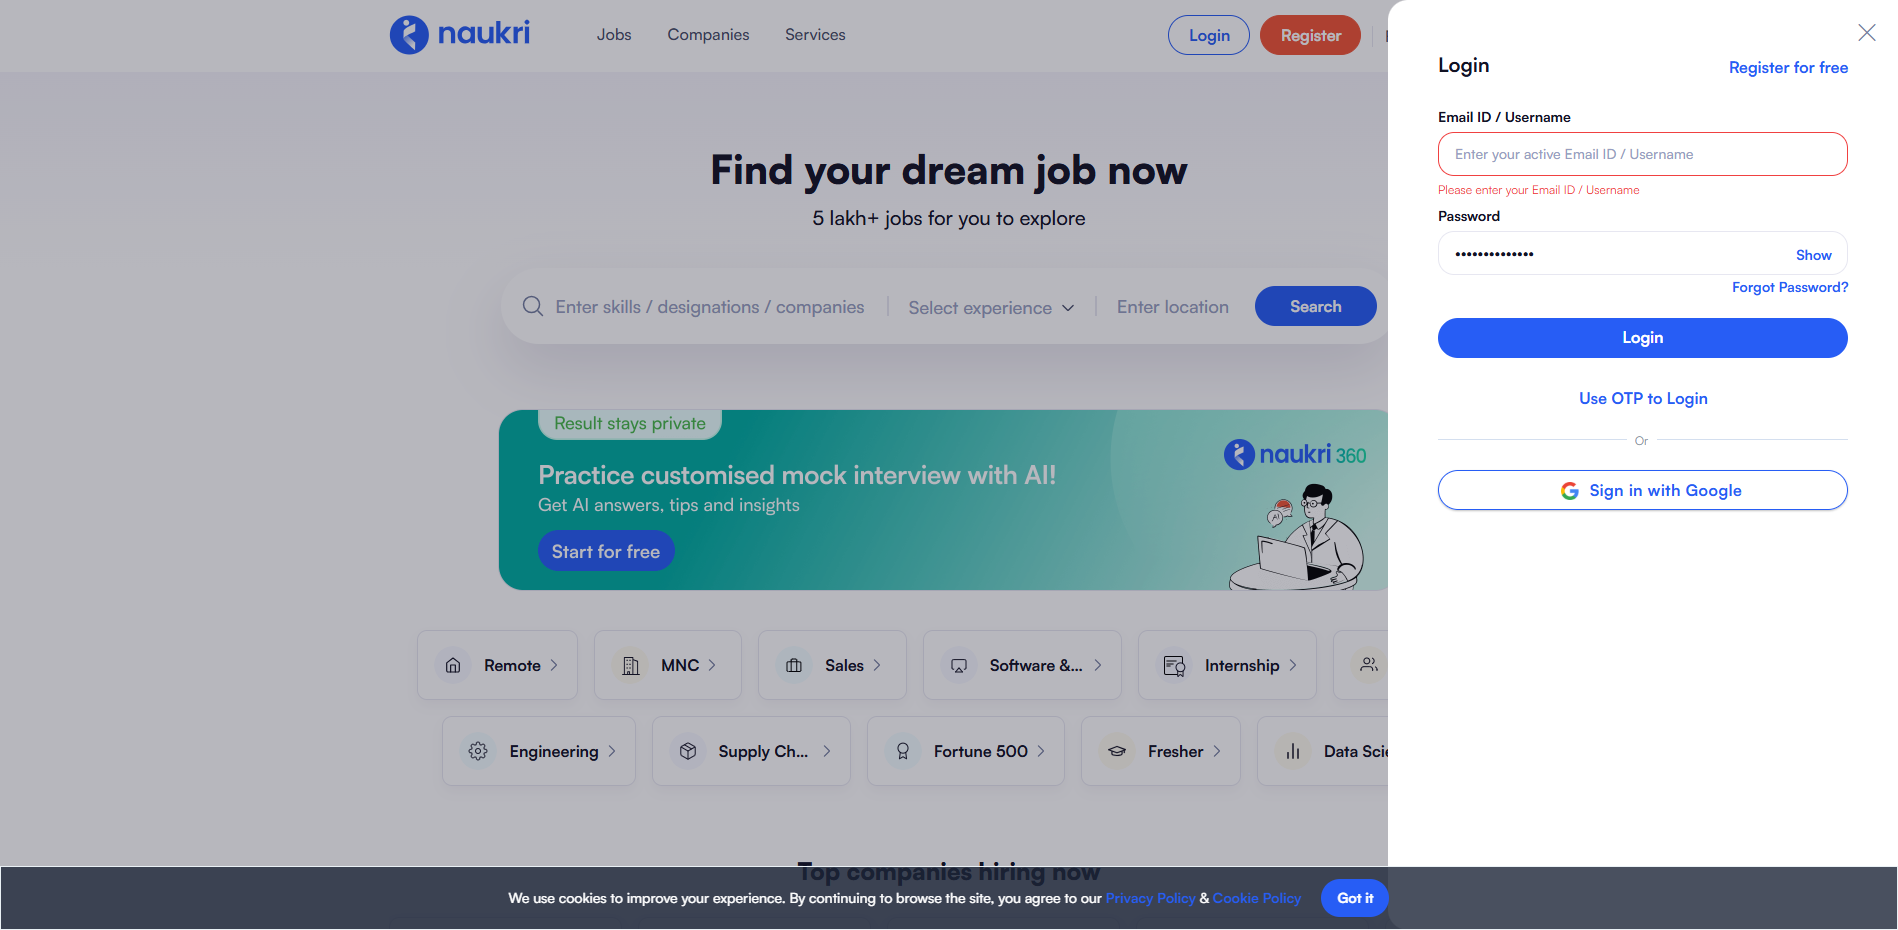 naukri
Jobs
Companies
Services
Login
Register
Find your dream job now
5 lakh+ jobs for you to explore
Enter skills / designations / companies
Select experience
Enter location
Search
Result stays private
Practice customised mock interview with AI!
Get AI answers, tips and insights
Start for free
naukri 360
AI
Remote
MNC
Sales
Software &...
Internship
Engineering
Supply Ch...
Fortune 500
Fresher
Data Scie
Top companies hiring now
Login
Register for free
Email ID / Username
Enter your active Email ID / Username
Please enter your Email ID / Username
Password
••••••••••••••
Show
Forgot Password?
Login
Use OTP to Login
Or
Sign in with Google
We use cookies to improve your experience. By continuing to browse the site, you agree to our Privacy Policy & Cookie Policy
Got it